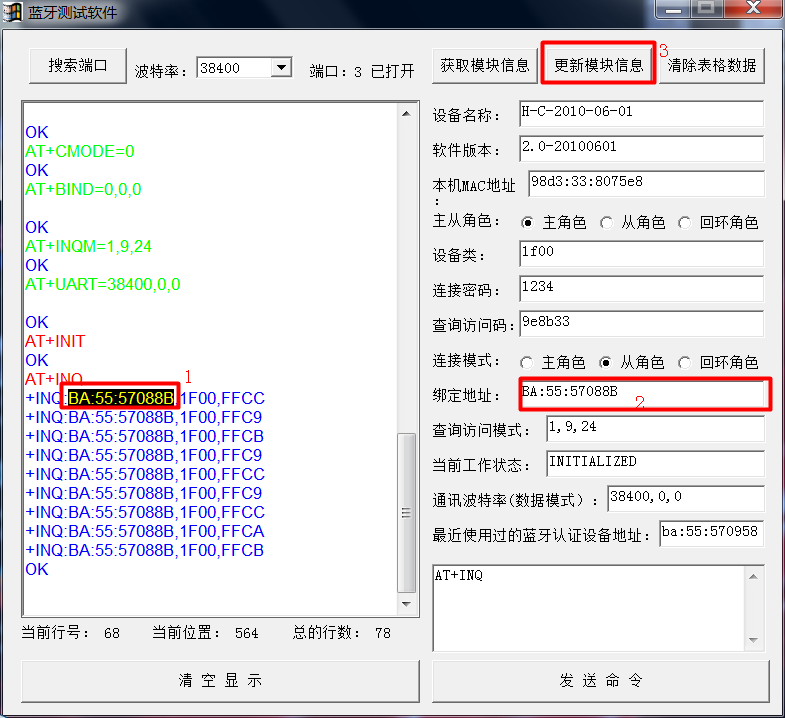 蓝牙测试软件
搜索端口 波特率: 38400 端口: 3 已打开
获取模块信息 更新模块信息 3 清除表格数据
OK
AT+CMODE=0
OK
AT+BIND=0,0,0
OK
AT+INQM=1,9,24
OK
AT+UART=38400,0,0
OK
AT+INIT
OK
AT+INQ
1
+INQ:BA:55:57088B,1F00,FFCC
+INQ:BA:55:57088B,1F00,FFC9
+INQ:BA:55:57088B,1F00,FFCB
+INQ:BA:55:57088B,1F00,FFC9
+INQ:BA:55:57088B,1F00,FFCC
+INQ:BA:55:57088B,1F00,FFC9
+INQ:BA:55:57088B,1F00,FFCC
+INQ:BA:55:57088B,1F00,FFCA
+INQ:BA:55:57088B,1F00,FFCB
OK
当前行号: 68 当前位置: 564 总的行数: 78
清 空 显 示
设备名称: H-C-2010-06-01
软件版本: 2.0-20100601
本机MAC地址 98d3:33:8075e8
:
主从角色: 主角色 从角色 回环角色
设备类: 1f00
连接密码: 1234
查询访问码: 9e8b33
连接模式: 主角色 从角色 回环角色
绑定地址: BA:55:57088B 2
查询访问模式: 1,9,24
当前工作状态: INITIALIZED
通讯波特率(数据模式): 38400,0,0
最近使用过的蓝牙认证设备地址: ba:55:570958
AT+INQ
发 送 命 令